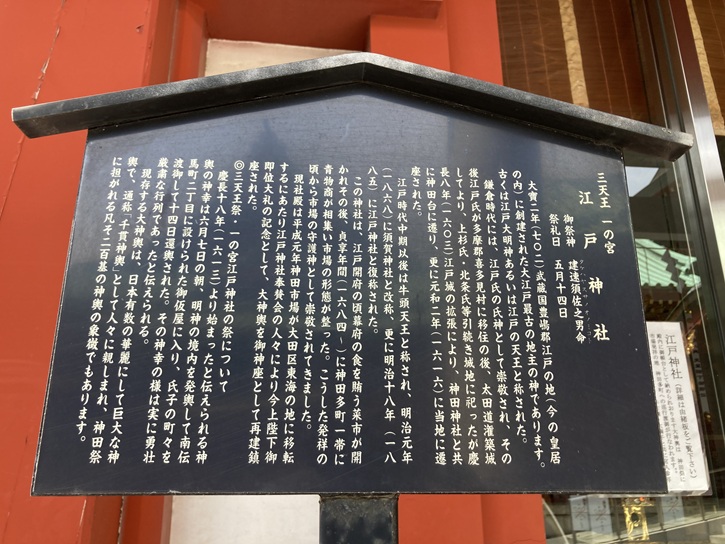 三天王 一の宮
江戸神社
御祭神 建速須佐之男命
祭礼日 五月十四日
大寶二年(七〇二)武蔵国豊嶋郡江戸の地(今の皇居
の内)に創建された大江戸最古の地主の神であります。
古くは江戸大明神あるいは江戸の天王と称された。
鎌倉時代には、江戸氏の氏神として崇敬され、その
後江戸氏が多摩郡喜多見村に移住の後、太田道灌築城
してより、上杉氏・北条氏等引続き城地に祀ったが慶
長八年(一六〇三)江戸城の拡張により、神田神社と共
に神田台に遷り、更に元和二年(一六一六)に当地に遷
座された。
江戸時代中期以後は牛頭天王と称され、明治元年
(一八六八)に須賀神社と改称、更に明治十八年(一八
八五)に江戸神社と復称された。
この神社は、江戸開府の頃幕府の食を賄う菜市が開
かれその後、貞享年間(一六八四〜)に神田多町一帯に
青物商が相集い市場の形態が整った。こうした発祥の
頃から市場の守護神として崇敬されてきました。
現社殿は平成元年神田市場が大田区東海の地に移転
するにあたり江戸神社奉賛会の人々により今上陛下御
即位大礼の記念として、大神輿を御神座として再建鎮
座された。
◎三天王祭・一の宮江戸神社の祭について
慶長十八年(一六一三)より始まったと伝えられる神
輿の神幸は六月七日の朝、明神の境内を発輿して南伝
馬町二丁目に設けられた御仮屋に入り、氏子の町々を
渡御して十四日還輿された。その神幸の様は実に勇壮
厳粛な行列であったと伝えられる。
現存する大神輿は、日本有数の華麗にして巨大な神
輿で、通称「千貫神輿」として人々に親しまれ、神田祭
に担がれる凡そ二百基の神輿の象徴でもあります。
江戸神社(詳細は由緒板をご覧下さい)